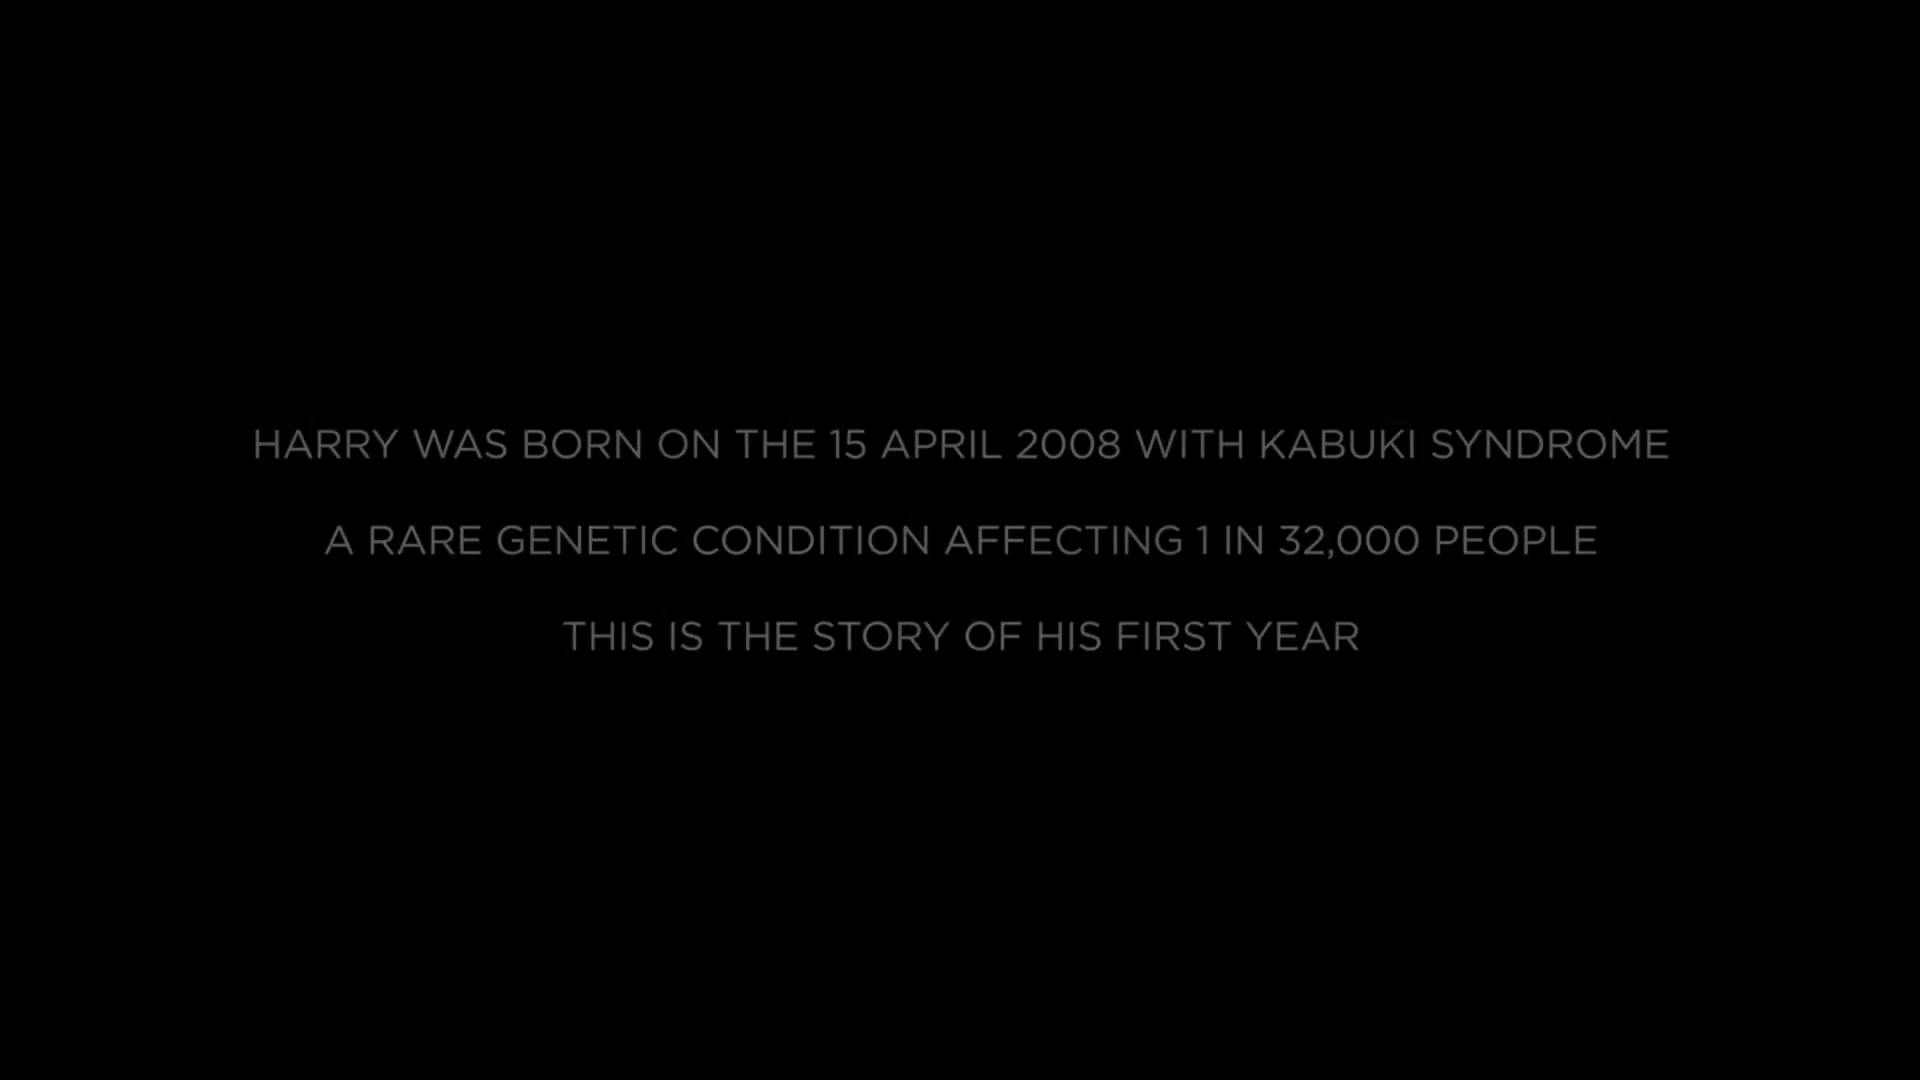 HARRY WAS BORN ON THE 15 APRIL 2008 WITH KABUKI SYNDROME
A RARE GENETIC CONDITION AFFECTING 1 IN 32,000 PEOPLE
THIS IS THE STORY OF HIS FIRST YEAR